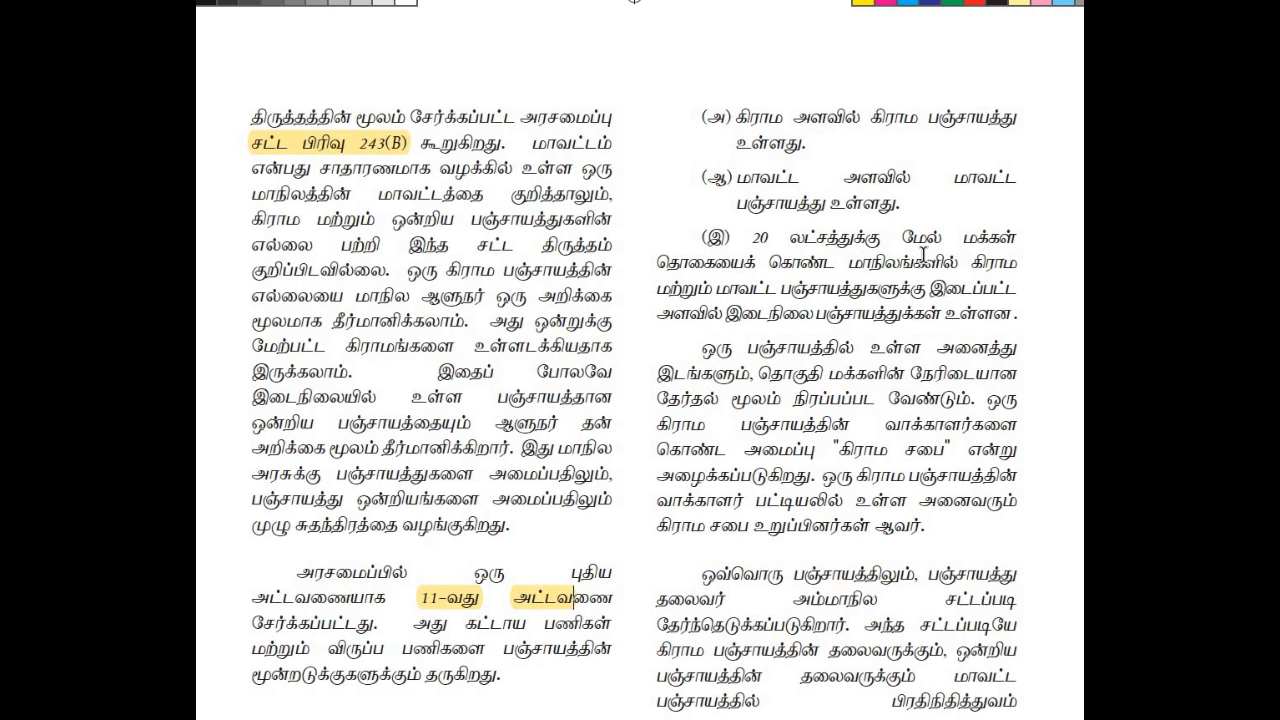 திருத்தத்தின் மூலம் சேர்க்கப்பட்ட அரசமைப்பு
சட்ட பிரிவு 243(B) கூறுகிறது. மாவட்டம்
என்பது சாதாரணமாக வழக்கில் உள்ள ஒரு
மாநிலத்தின் மாவட்டத்தை குறித்தாலும்,
கிராம மற்றும் ஒன்றிய பஞ்சாயத்துகளின்
எல்லை பற்றி இந்த சட்ட திருத்தம்
குறிப்பிடவில்லை. ஒரு கிராம பஞ்சாயத்தின்
எல்லையை மாநில ஆளுநர் ஒரு அறிக்கை
மூலமாக தீர்மானிக்கலாம். அது ஒன்றுக்கு
மேற்பட்ட கிராமங்களை உள்ளடக்கியதாக
இருக்கலாம். இதைப் போலவே
இடைநிலையில் உள்ள பஞ்சாயத்தான
ஒன்றிய பஞ்சாயத்தையும் ஆளுநர் தன்
அறிக்கை மூலம் தீர்மானிக்கிறார். இது மாநில
அரசுக்கு பஞ்சாயத்துகளை அமைப்பதிலும்,
பஞ்சாயத்து ஒன்றியங்களை அமைப்பதிலும்
முழு சுதந்திரத்தை வழங்குகிறது.
அரசமைப்பில் ஒரு புதிய
அட்டவணையாக 11-வது அட்டவணை
சேர்க்கப்பட்டது. அது கட்டாய பணிகள்
மற்றும் விருப்ப பணிகளை பஞ்சாயத்தின்
மூன்றடுக்குகளுக்கும் தருகிறது.
(அ) கிராம அளவில் கிராம பஞ்சாயத்து
உள்ளது.
(ஆ) மாவட்ட அளவில் மாவட்ட
பஞ்சாயத்து உள்ளது.
(இ) 20 லட்சத்துக்கு மேல் மக்கள்
தொகையைக் கொண்ட மாநிலங்களில் கிராம
மற்றும் மாவட்ட பஞ்சாயத்துகளுக்கு இடைப்பட்ட
அளவில் இடைநிலை பஞ்சாயத்துக்கள் உள்ளன .
ஒரு பஞ்சாயத்தில் உள்ள அனைத்து
இடங்களும், தொகுதி மக்களின் நேரிடையான
தேர்தல் மூலம் நிரப்பப்பட வேண்டும். ஒரு
கிராம பஞ்சாயத்தின் வாக்காளர்களை
கொண்ட அமைப்பு "கிராம சபை" என்று
அழைக்கப்படுகிறது. ஒரு கிராம பஞ்சாயத்தின்
வாக்காளர் பட்டியலில் உள்ள அனைவரும்
கிராம சபை உறுப்பினர்கள் ஆவர்.
ஒவ்வொரு பஞ்சாயத்திலும், பஞ்சாயத்து
தலைவர் அம்மாநில சட்டப்படி
தேர்ந்தெடுக்கப்படுகிறார். அந்த சட்டப்படியே
கிராம பஞ்சாயத்தின் தலைவருக்கும், ஒன்றிய
பஞ்சாயத்தின் தலைவருக்கும் மாவட்ட
பஞ்சாயத்தில் பிரதிநிதித்துவம்